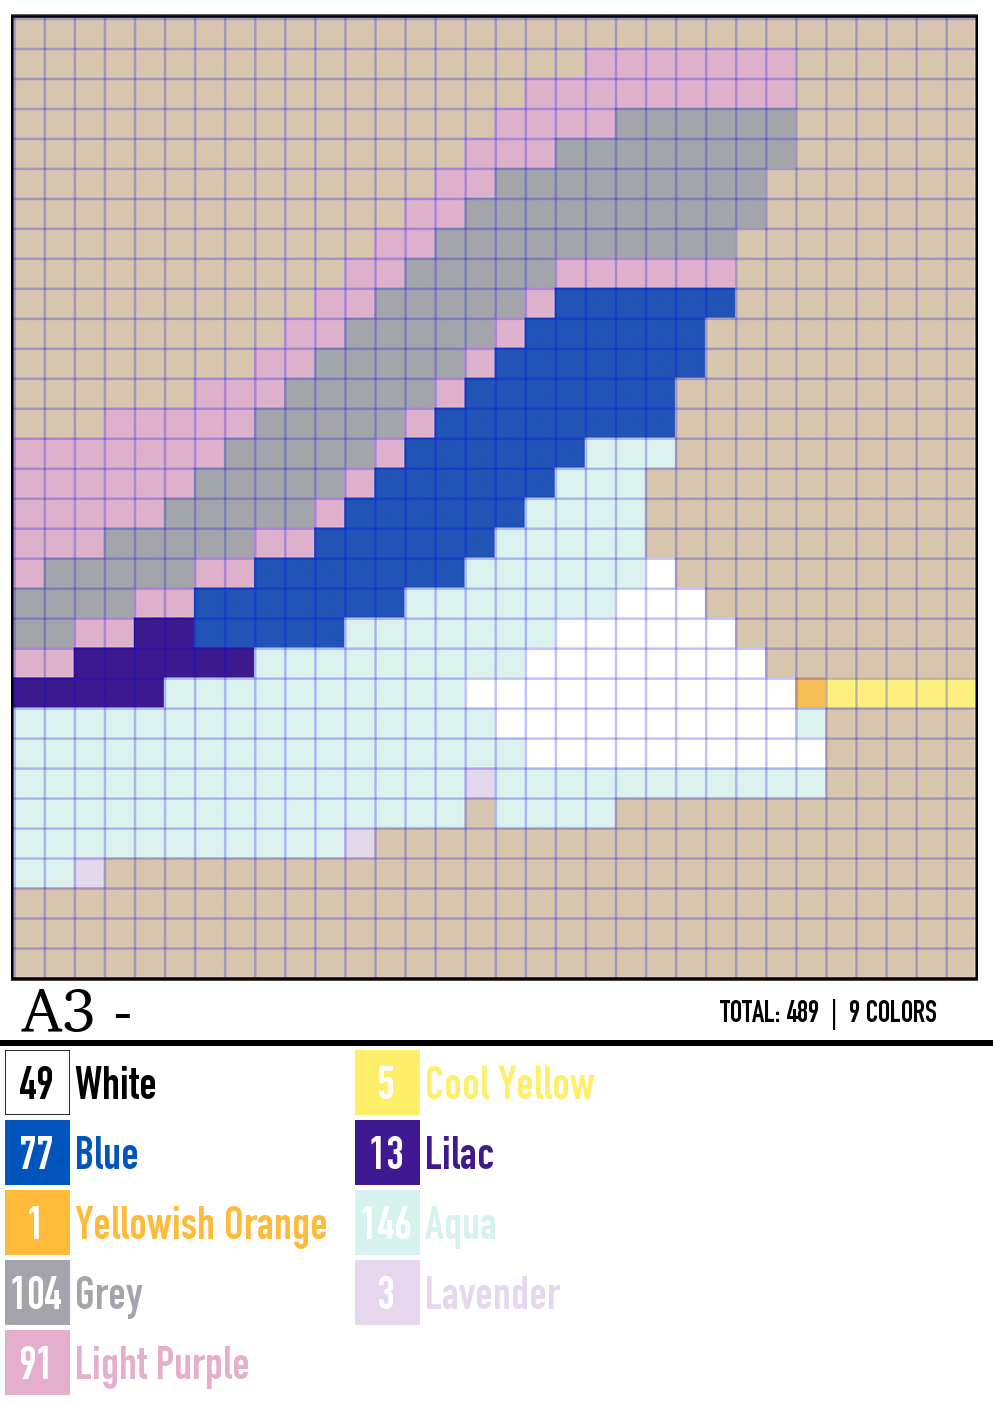 A3 -
TOTAL: 489 | 9 COLORS
49 White
77 Blue
1 Yellowish Orange
104 Grey
91 Light Purple
5 Cool Yellow
13 Lilac
146 Aqua
3 Lavender